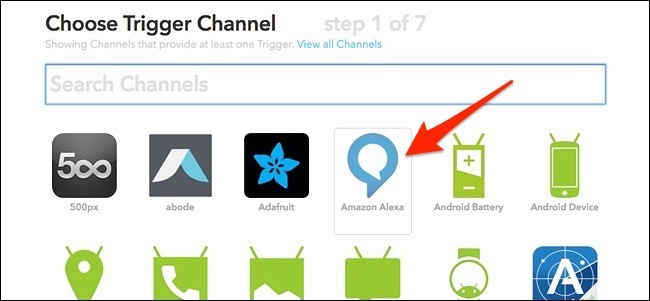 Choose Trigger Channel step 1 of 7
Showing Channels that provide at least one Trigger. View all Channels
Search Channels
500
500px abode Adafruit Amazon Alexa Android Battery Android Device
A